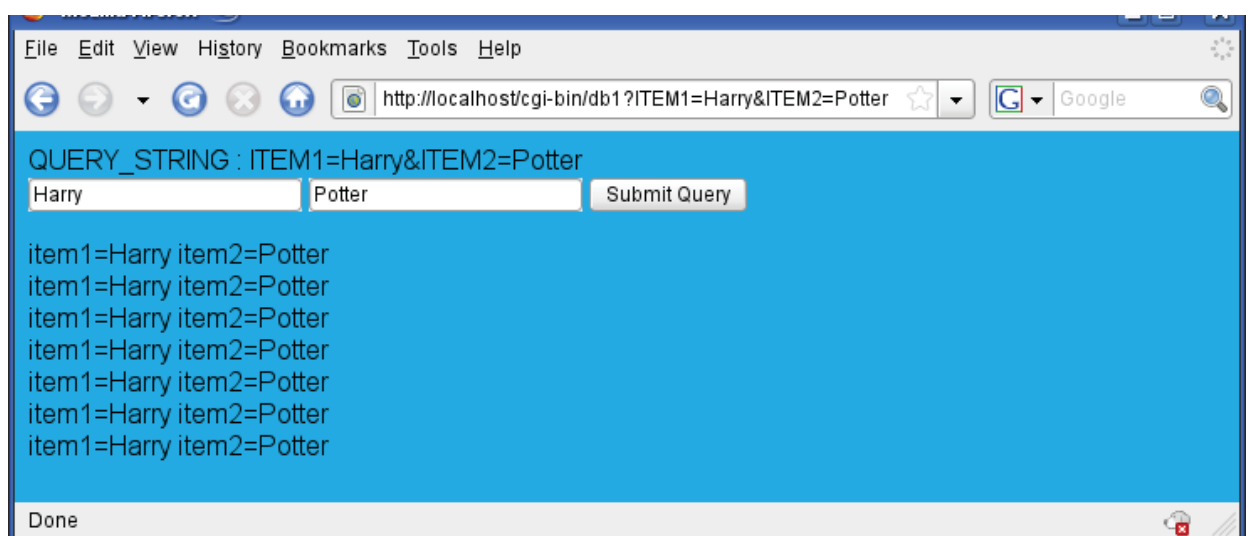 File Edit View History Bookmarks Tools Help
http://localhost/cgi-bin/db1?ITEM1=Harry&ITEM2=Potter G Google
QUERY_STRING : ITEM1=Harry&ITEM2=Potter
Harry Potter Submit Query
item1=Harry item2=Potter
item1=Harry item2=Potter
item1=Harry item2=Potter
item1=Harry item2=Potter
item1=Harry item2=Potter
item1=Harry item2=Potter
item1=Harry item2=Potter
Done